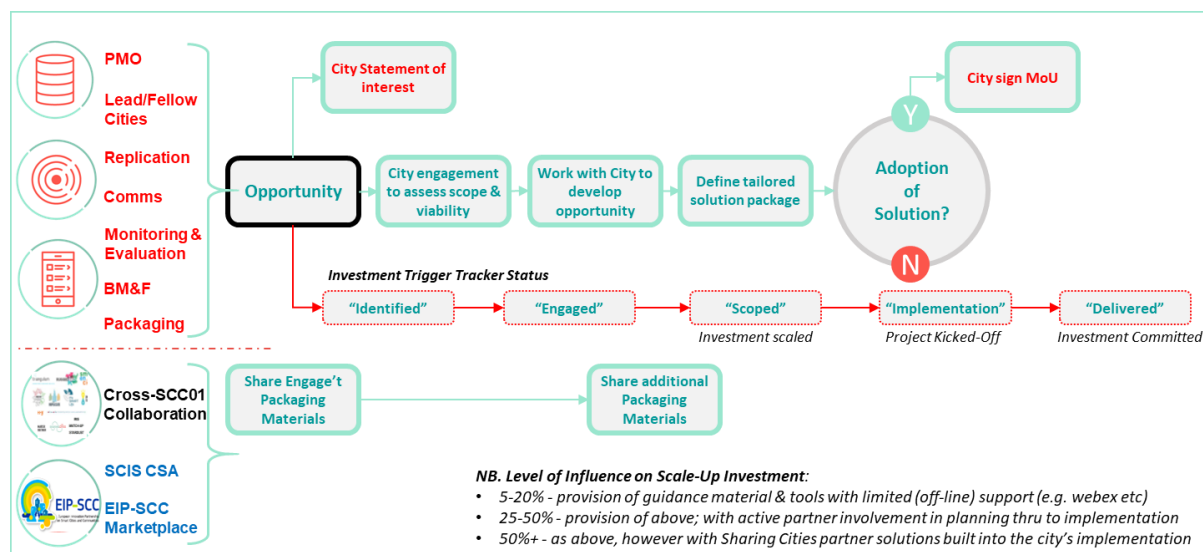 PMO
Lead/Fellow
Cities
Replication
Comms
Monitoring &
Evaluation
BM&F
Packaging
City Statement of
interest
City sign MoU
Opportunity
City engagement
to assess scope &
viability
Work with City to
develop
opportunity
Define tailored
solution package
Y
Adoption
of
Solution?
N
Investment Trigger Tracker Status
“Identified”
“Engaged”
“Scoped”
“Implementation”
“Delivered”
Investment scaled
Project Kicked-Off
Investment Committed
Cross-SCC01
Collaboration
SCIS CSA
EIP-SCC
EIP-SCC
Marketplace
Share Engage’t
Packaging
Materials
Share additional
Packaging
Materials
NB. Level of Influence on Scale-Up Investment:
• 5-20% - provision of guidance material & tools with limited (off-line) support (e.g. webex etc)
• 25-50% - provision of above; with active partner involvement in planning thru to implementation
• 50%+ - as above, however with Sharing Cities partner solutions built into the city’s implementation